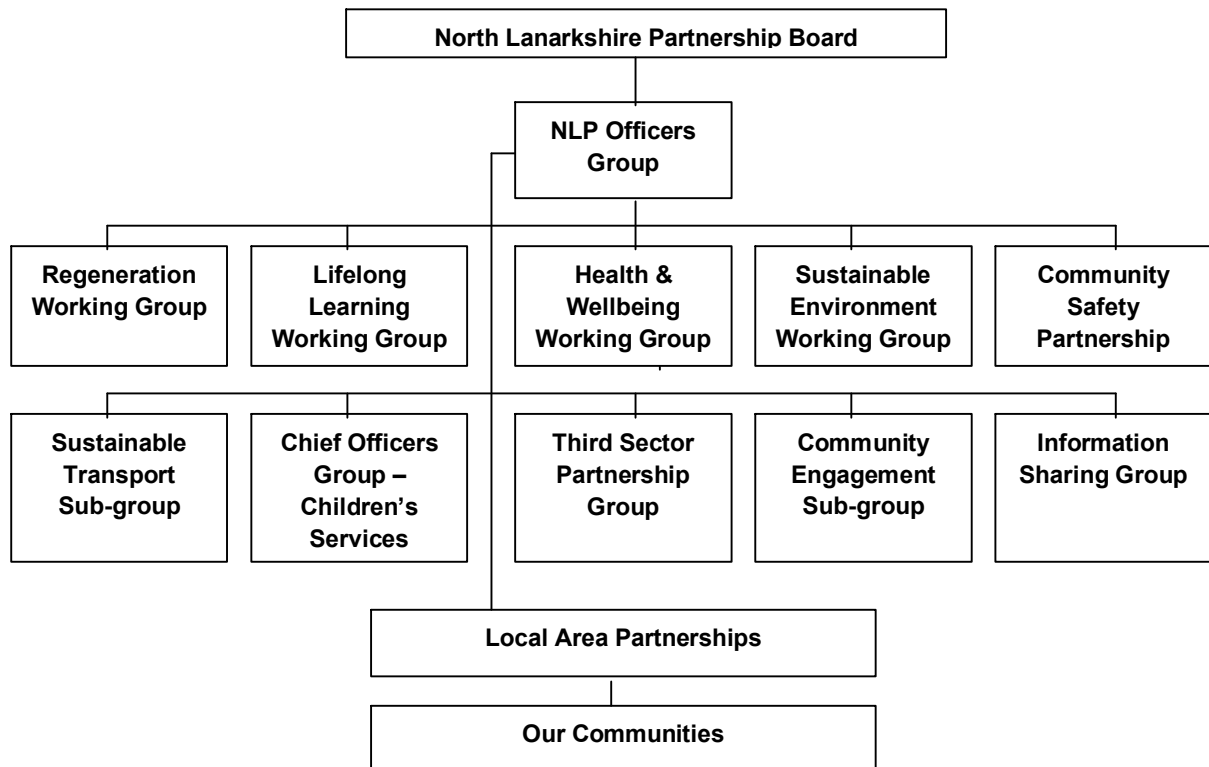 North Lanarkshire Partnership Board
NLP Officers
Group
Regeneration
Working Group
Lifelong
Learning
Working Group
Health &
Wellbeing
Working Group
Sustainable
Environment
Working Group
Community
Safety
Partnership
Sustainable
Transport
Sub-group
Chief Officers
Group –
Children’s
Services
Third Sector
Partnership
Group
Community
Engagement
Sub-group
Information
Sharing Group
Local Area Partnerships
Our Communities